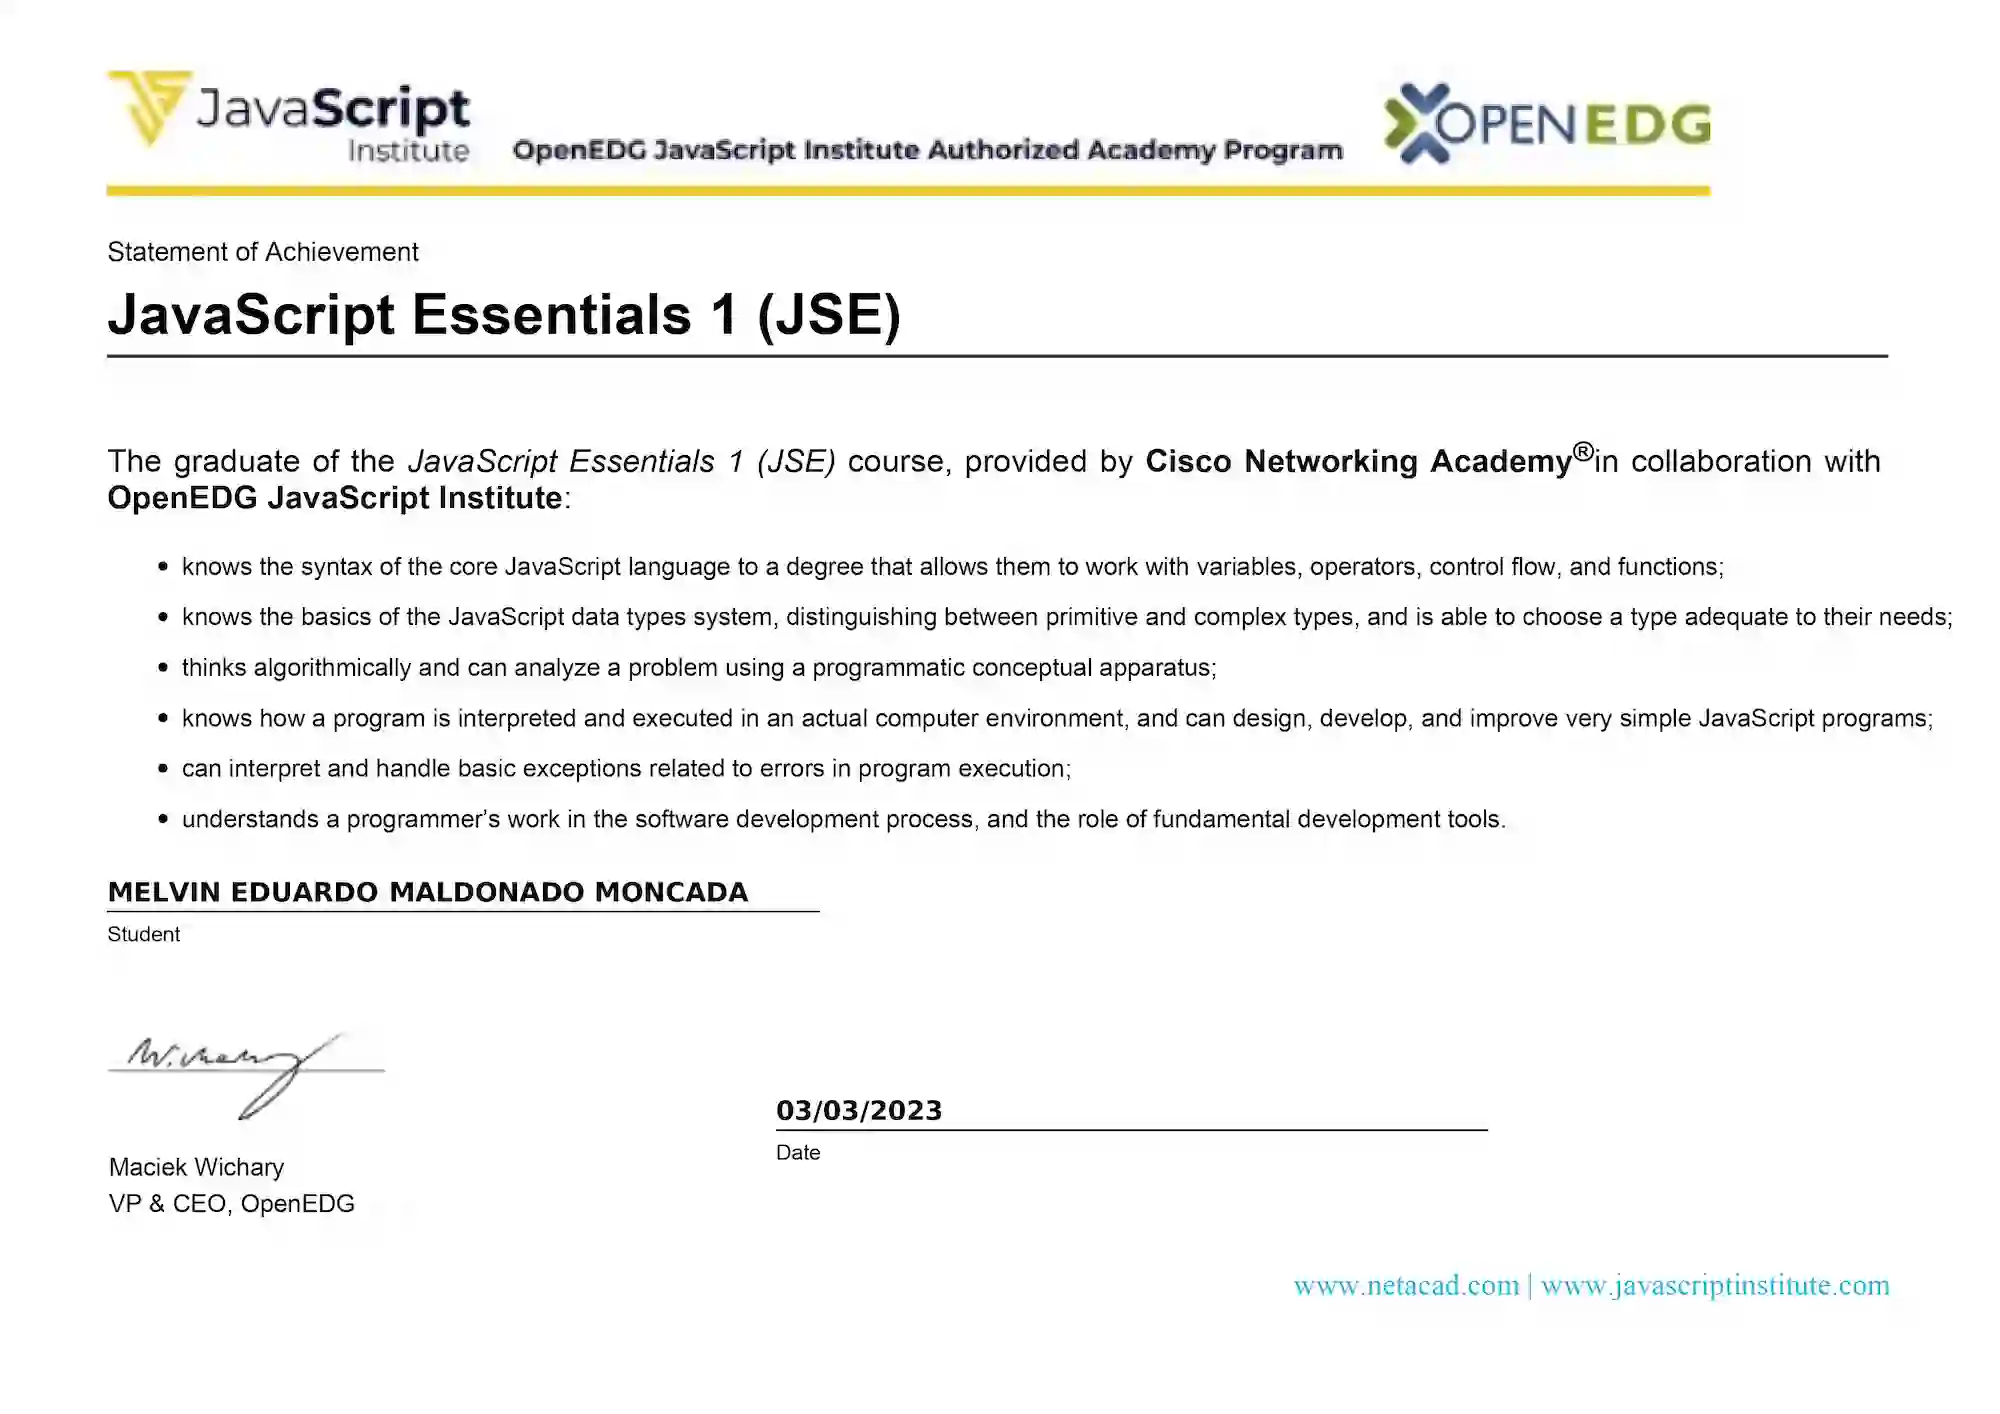 JavaScript
Institute
OpenEDG JavaScript Institute Authorized Academy Program
OPENEDG
Statement of Achievement
JavaScript Essentials 1 (JSE)
The graduate of the JavaScript Essentials 1 (JSE) course, provided by Cisco Networking Academy®in collaboration with
OpenEDG JavaScript Institute:
• knows the syntax of the core JavaScript language to a degree that allows them to work with variables, operators, control flow, and functions;
• knows the basics of the JavaScript data types system, distinguishing between primitive and complex types, and is able to choose a type adequate to their needs;
• thinks algorithmically and can analyze a problem using a programmatic conceptual apparatus;
• knows how a program is interpreted and executed in an actual computer environment, and can design, develop, and improve very simple JavaScript programs;
• can interpret and handle basic exceptions related to errors in program execution;
• understands a programmer’s work in the software development process, and the role of fundamental development tools.
MELVIN EDUARDO MALDONADO MONCADA
Student
03/03/2023
Date
Maciek Wichary
VP & CEO, OpenEDG
www.netacad.com | www.javascriptinstitute.com